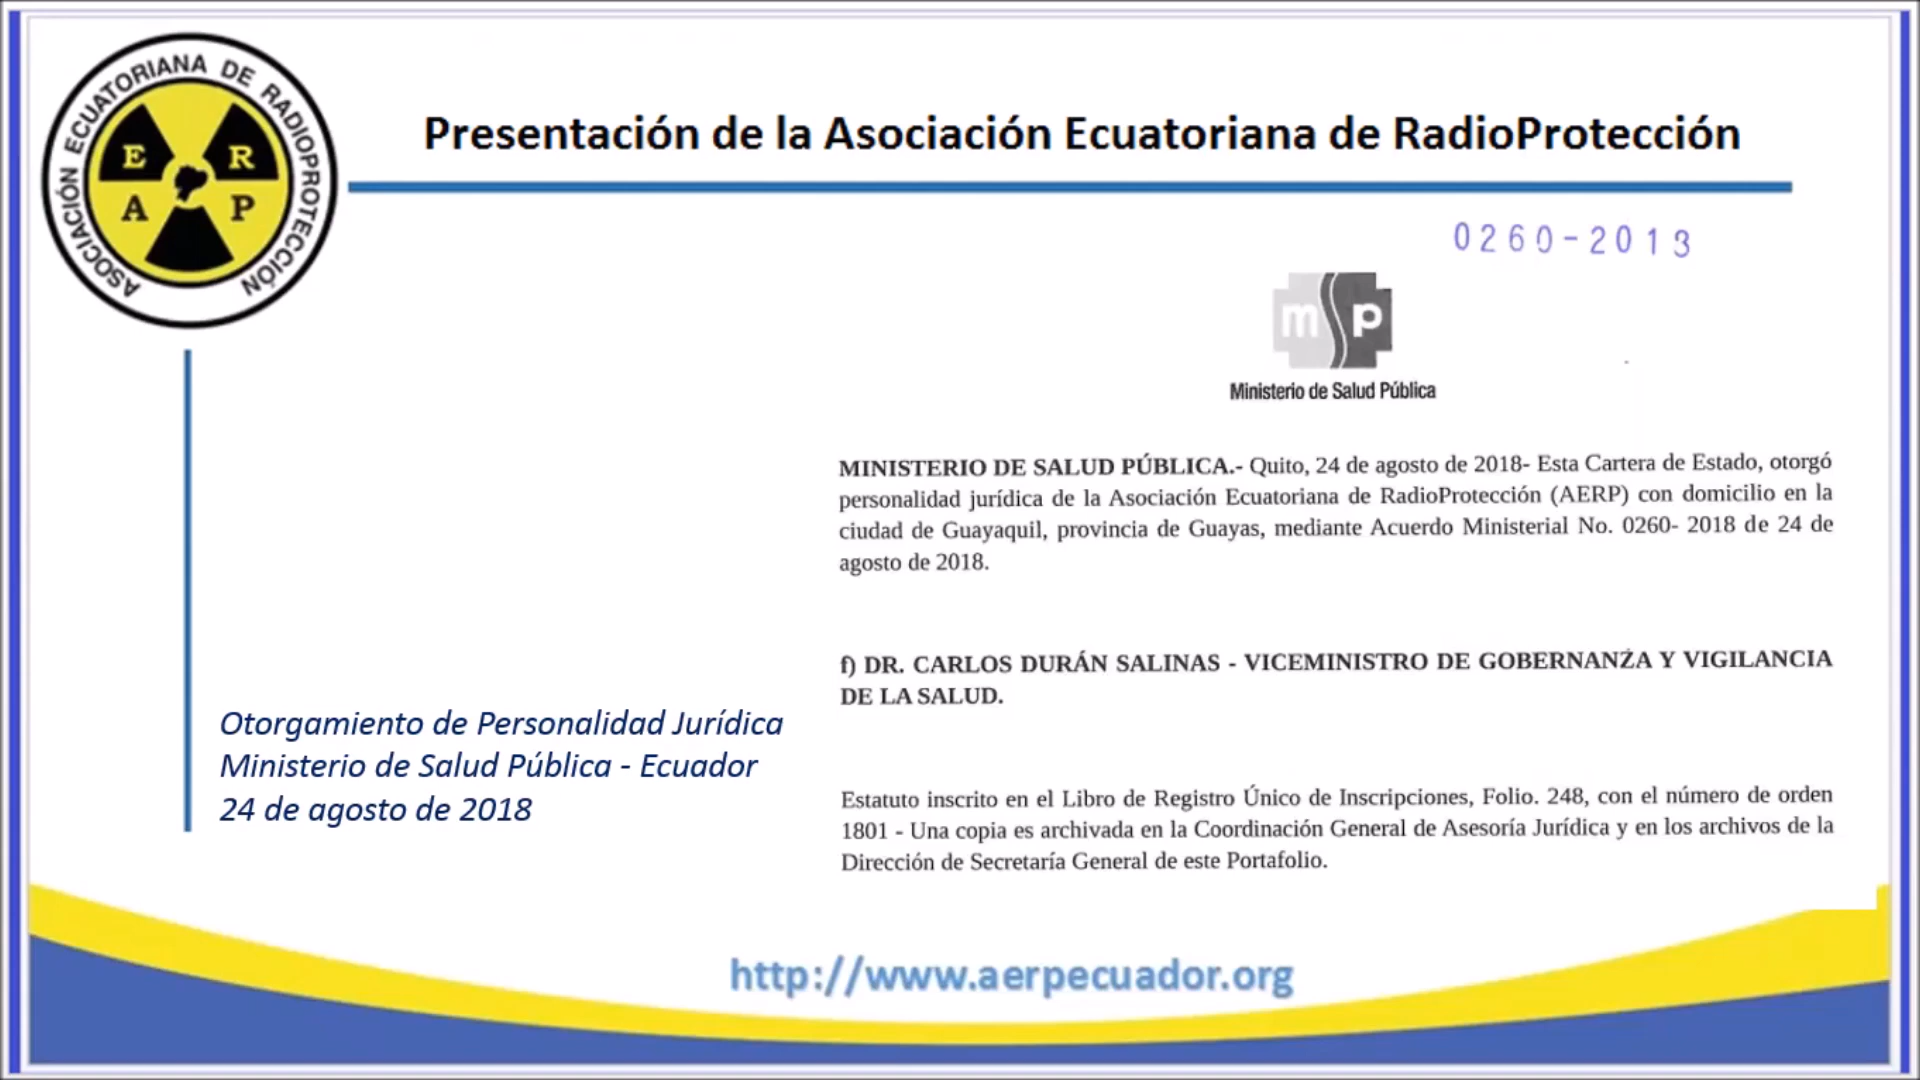 ASOCIACIÓN ECUATORIANA DE RADIOPROTECCIÓN
E R
A P
Presentación de la Asociación Ecuatoriana de RadioProtección
0260-2013
msp
Ministerio de Salud Pública
MINISTERIO DE SALUD PÚBLICA.- Quito, 24 de agosto de 2018- Esta Cartera de Estado, otorgó
personalidad jurídica de la Asociación Ecuatoriana de RadioProtección (AERP) con domicilio en la
ciudad de Guayaquil, provincia de Guayas, mediante Acuerdo Ministerial No. 0260- 2018 de 24 de
agosto de 2018.
f) DR. CARLOS DURÁN SALINAS - VICEMINISTRO DE GOBERNANZA Y VIGILANCIA
DE LA SALUD.
Estatuto inscrito en el Libro de Registro Único de Inscripciones, Folio. 248, con el número de orden
1801 - Una copia es archivada en la Coordinación General de Asesoría Jurídica y en los archivos de la
Dirección de Secretaría General de este Portafolio.
Otorgamiento de Personalidad Jurídica
Ministerio de Salud Pública - Ecuador
24 de agosto de 2018
http://www.aerpecuador.org